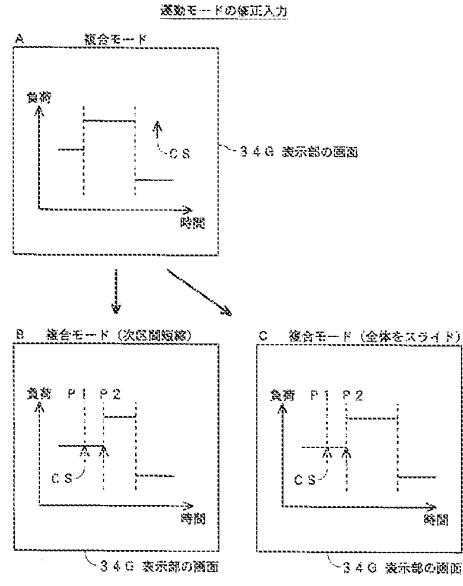 運動モードの修正入力
A 複合モード
負荷
CS
34G 表示部の画面
時間
B 複合モード（次区間短縮）
負荷 P1 P2
CS
時間
34G 表示部の画面
C 複合モード（全体をスライド）
負荷 P1 P2
CS
時間
34G 表示部の画面